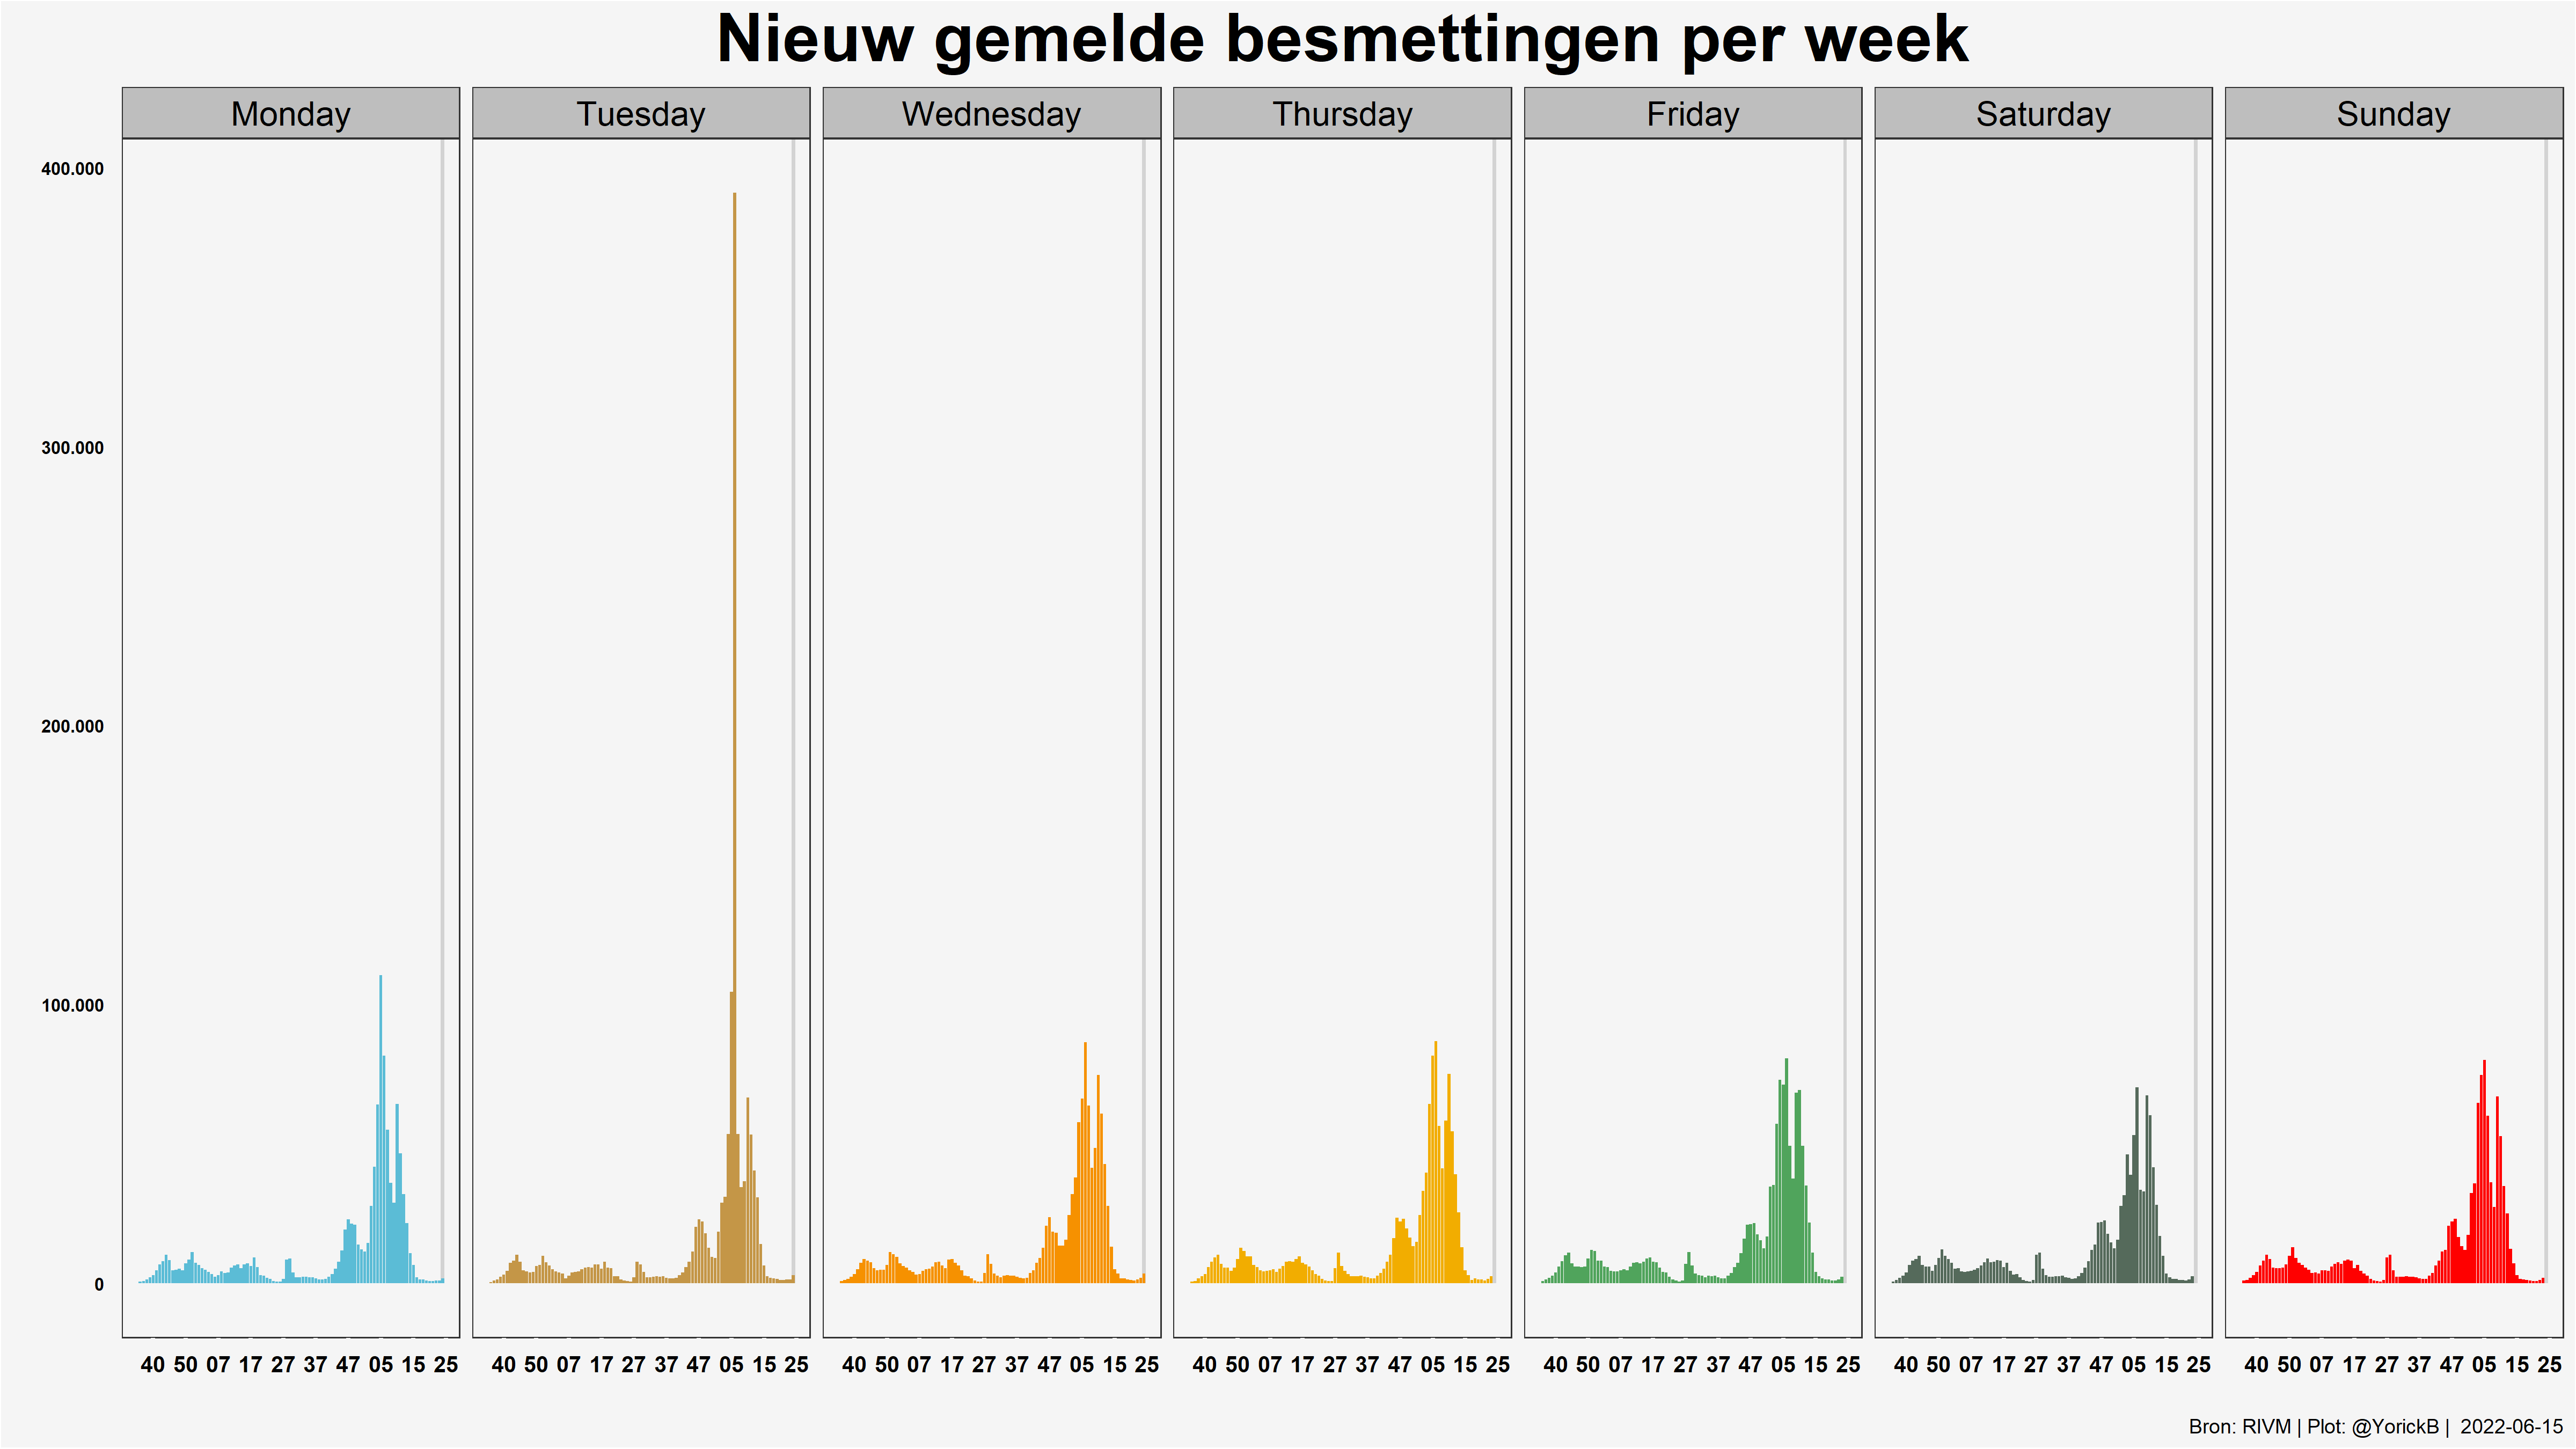 Nieuw gemelde besmettingen per week
Monday Tuesday Wednesday Thursday Friday Saturday Sunday
400.000
300.000
200.000
100.000
0
40 50 07 17 27 37 47 05 15 25 40 50 07 17 27 37 47 05 15 25 40 50 07 17 27 37 47 05 15 25 40 50 07 17 27 37 47 05 15 25 40 50 07 17 27 37 47 05 15 25 40 50 07 17 27 37 47 05 15 25 40 50 07 17 27 37 47 05 15 25
Bron: RIVM | Plot: @YorickB | 2022-06-15